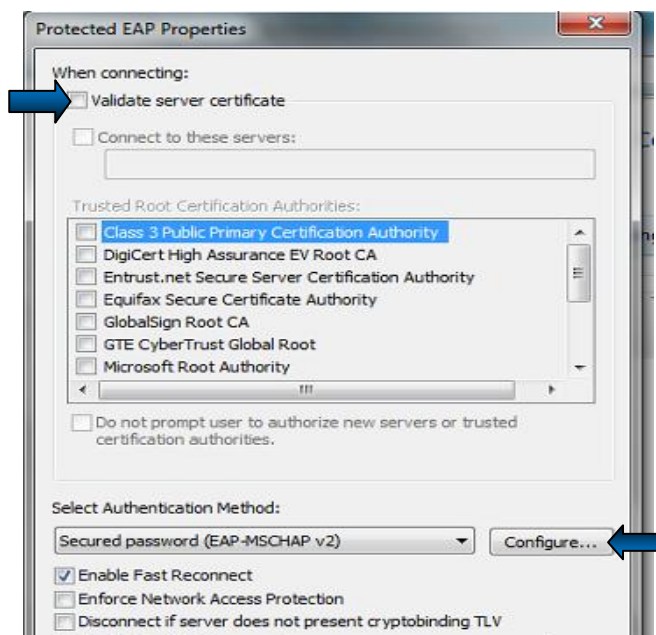 Protected EAP Properties
When connecting:
Validate server certificate
Connect to these servers:
Trusted Root Certification Authorities:
Class 3 Public Primary Certification Authority
DigiCert High Assurance EV Root CA
Entrust.net Secure Server Certification Authority
Equifax Secure Certificate Authority
GlobalSign Root CA
GTE CyberTrust Global Root
Microsoft Root Authority
Do not prompt user to authorize new servers or trusted
certification authorities.
Select Authentication Method:
Secured password (EAP-MSCHAP v2)
Configure...
Enable Fast Reconnect
Enforce Network Access Protection
Disconnect if server does not present cryptobinding TLV